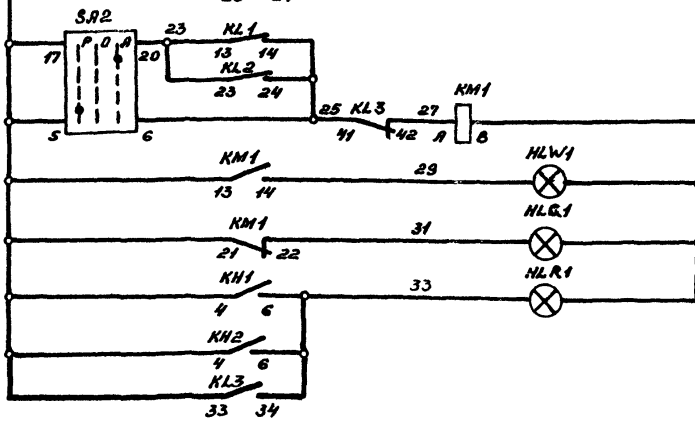 SA2
17 Р О А 20 23 KL1
13 14
KL2
23 24
5 6 25 KL3 27 KM1
41 42 A B
KM1 29 HLW1
13 14
KM1 31 HLG1
21 22
KH1 33 HLR1
4 6
KH2
4 6
KL3
33 34